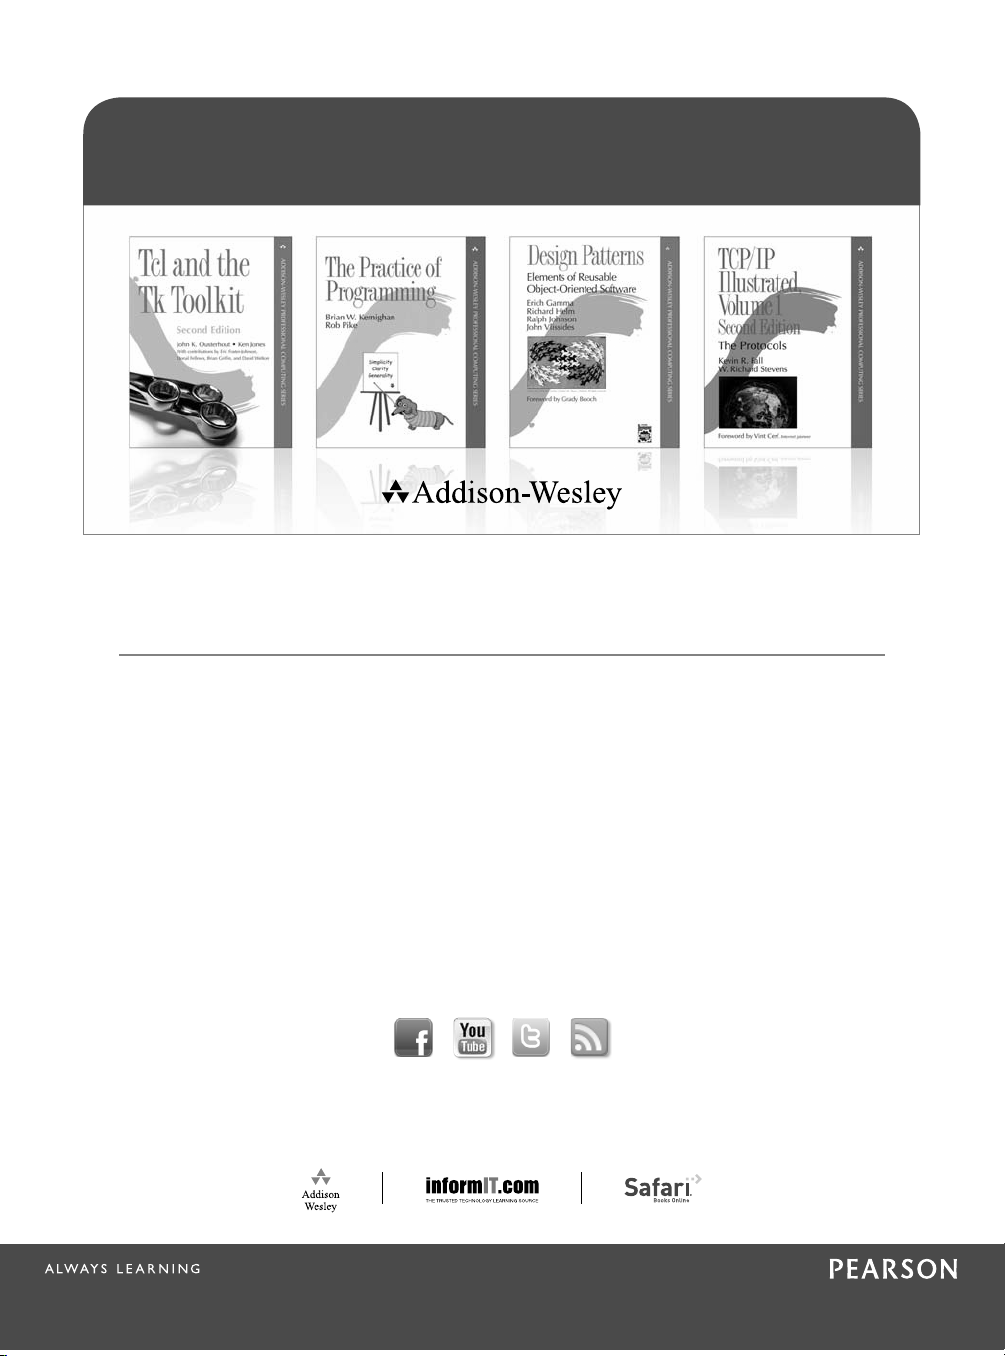 Tcl and the
Tk Toolkit
Second Edition
John K. Ousterhout • Ken Jones
With contributions by Eric Foster-Johnson,
Donal Fellows, Brian Griffin, and David Welton
ADDISON-WESLEY PROFESSIONAL COMPUTING SERIES
The Practice of
Programming
Brian W. Kernighan
Rob Pike
Simplicity
Clarity
Generality
ADDISON-WESLEY PROFESSIONAL COMPUTING SERIES
Design Patterns
Elements of Reusable
Object-Oriented Software
Erich Gamma
Richard Helm
Ralph Johnson
John Vlissides
Foreword by Grady Booch
ADDISON-WESLEY PROFESSIONAL COMPUTING SERIES
TCP/IP
Illustrated,
Volume 1
Second Edition
The Protocols
Kevin R. Fall
W. Richard Stevens
Foreword by Vint Cerf, Internet pioneer
ADDISON-WESLEY PROFESSIONAL COMPUTING SERIES
Addison-Wesley
f
You
Tube
t
Addison
Wesley
informIT.com
THE TRUSTED TECHNOLOGY LEARNING SOURCE
Safari
Books Online
ALWAYS LEARNING
PEARSON